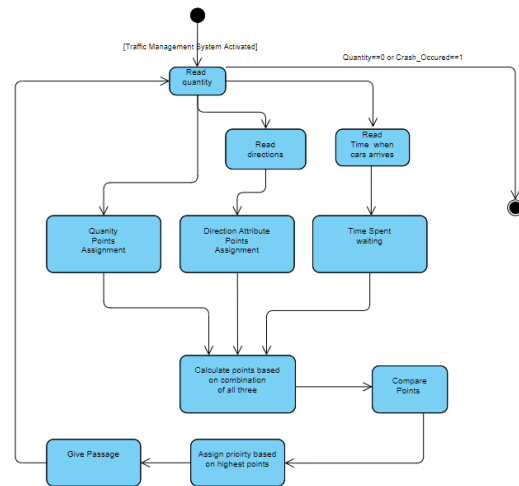 [Traffic Management System Activated]
Quantity==0 or Crash_Occured==1
Read
quantity
Read
directions
Read
Time when
cars arrives
Quanity
Points
Assignment
Direction Attribute
Points
Assignment
Time Spent
waiting
Calculate points based
on combination
of all three
Compare
Points
Give Passage
Assign prioirty based
on highest points